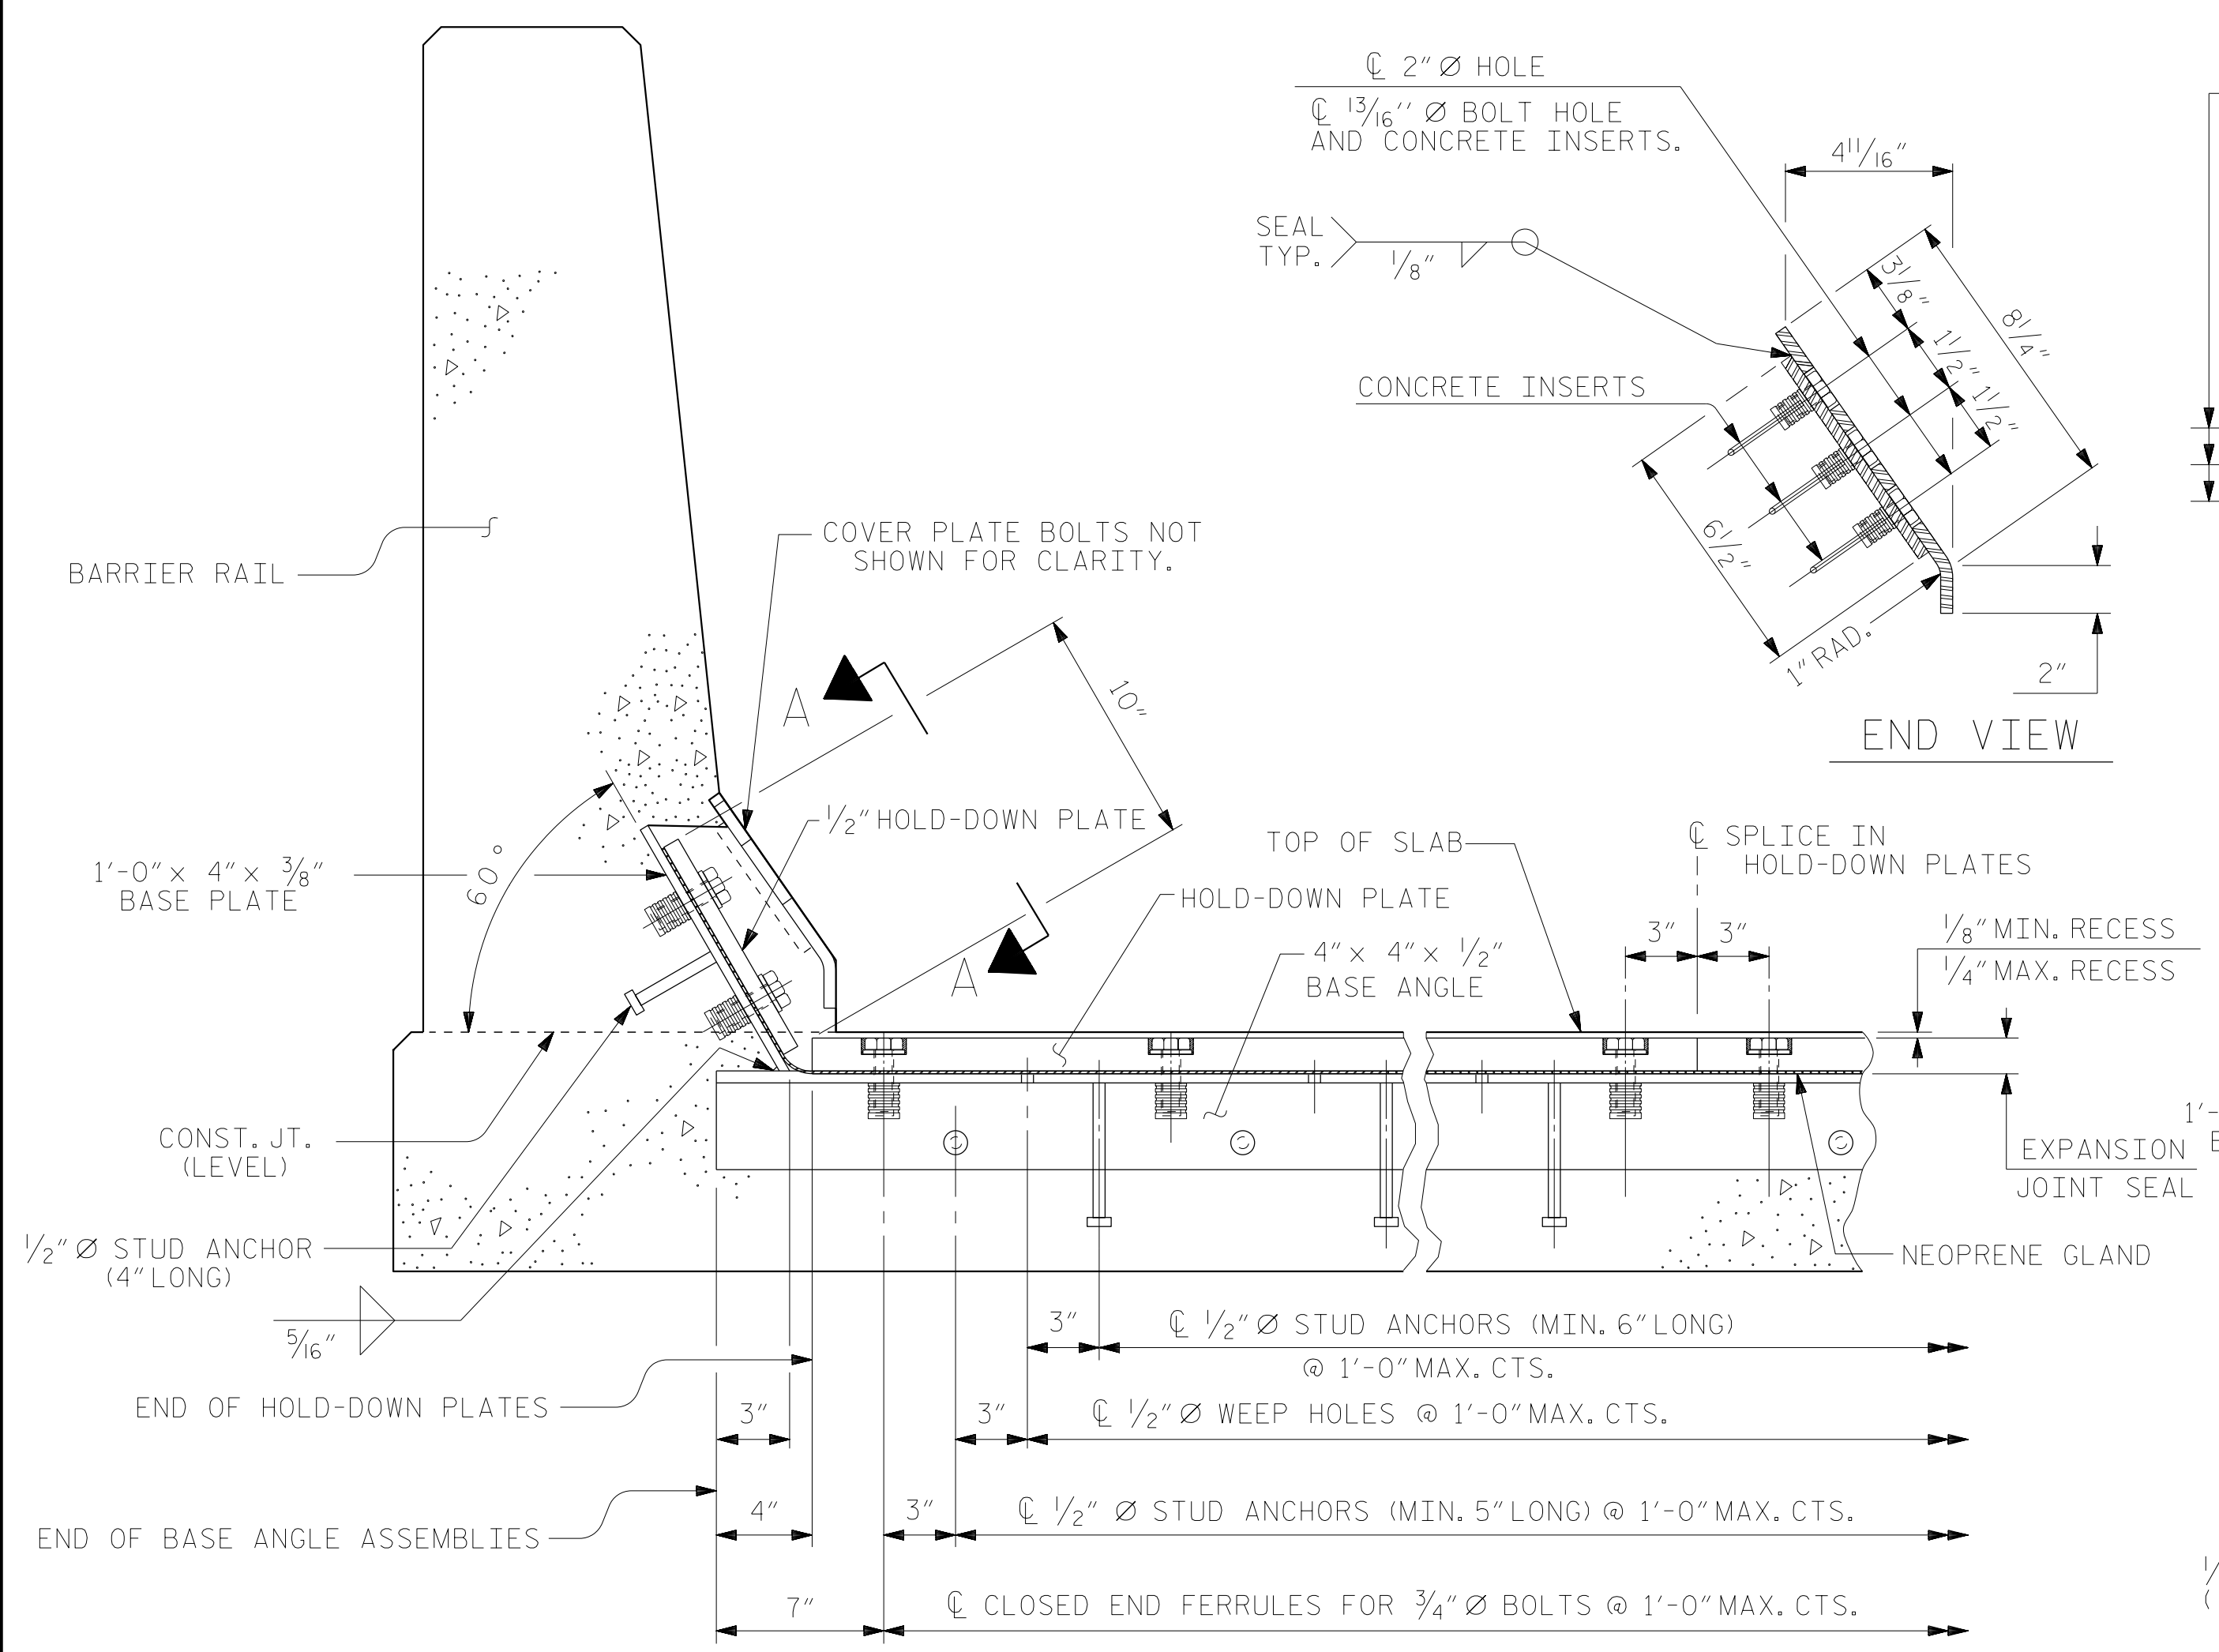 ℄ 2"Ø HOLE
℄ 13/16"Ø BOLT HOLE
AND CONCRETE INSERTS.
4 11/16"
SEAL
TYP.
1/8"
3 1/8"
8 1/4"
1 1/2"
1 1/2"
CONCRETE INSERTS
6 1/2"
1" RAD.
2"
END VIEW
COVER PLATE BOLTS NOT
SHOWN FOR CLARITY.
BARRIER RAIL
A
10"
1/2" HOLD-DOWN PLATE
TOP OF SLAB
℄ SPLICE IN
HOLD-DOWN PLATES
1'-0" x 4" x 3/8"
BASE PLATE
60°
HOLD-DOWN PLATE
3"
3"
1/8" MIN. RECESS
1/4" MAX. RECESS
A
4" x 4" x 1/2"
BASE ANGLE
CONST. JT.
(LEVEL)
EXPANSION
JOINT SEAL
1/2"Ø STUD ANCHOR
(4" LONG)
NEOPRENE GLAND
5/16"
3"
℄ 1/2"Ø STUD ANCHORS (MIN. 6" LONG)
@ 1'-0" MAX. CTS.
END OF HOLD-DOWN PLATES
3"
3"
℄ 1/2"Ø WEEP HOLES @ 1'-0" MAX. CTS.
END OF BASE ANGLE ASSEMBLIES
4"
3"
℄ 1/2" Ø STUD ANCHORS (MIN. 5" LONG) @ 1'-0" MAX. CTS.
7"
℄ CLOSED END FERRULES FOR 3/4"Ø BOLTS @ 1'-0" MAX. CTS.